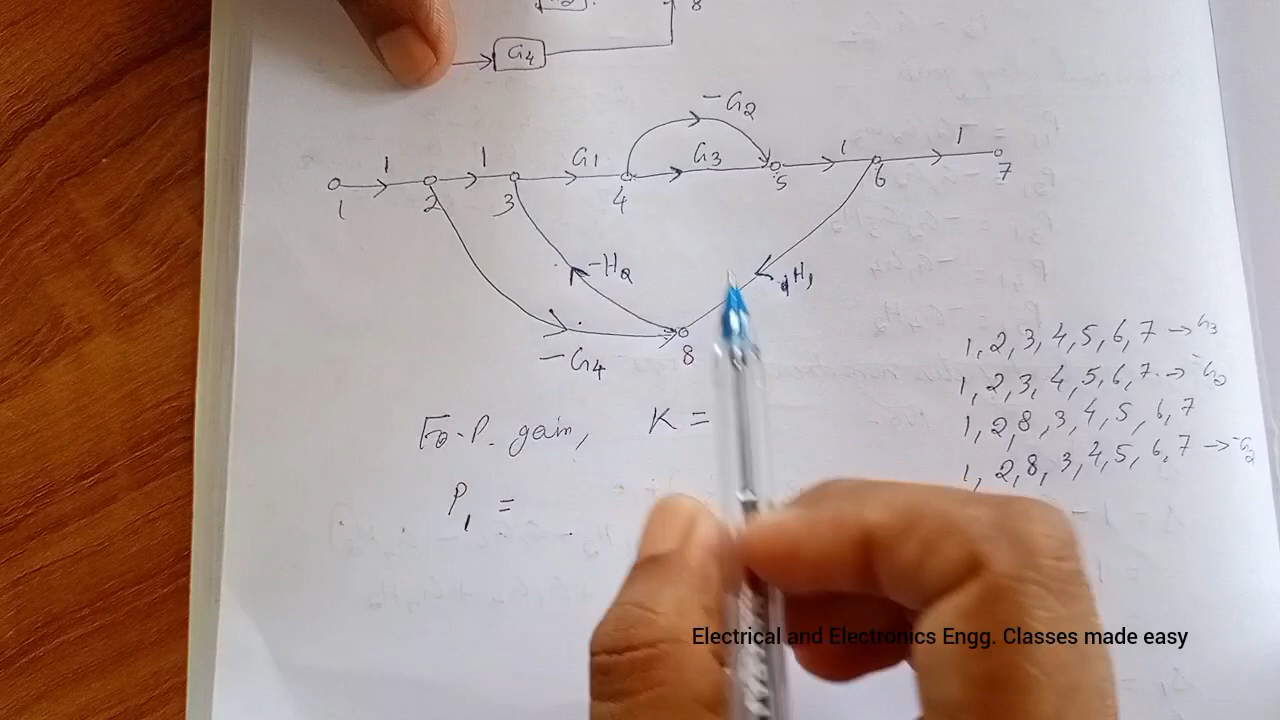 G4
8
-G2
1 1 G1 G3 1 1
1 2 3 4 5 6 7
-H2 H1
-G4 8
Fo. P. gain, K =
P1 =
1, 2, 3, 4, 5, 6, 7 → G3
1, 2, 3, 4, 5, 6, 7. → -G2
1, 2, 8, 3, 4, 5, 6, 7
1, 2, 8, 3, 4, 5, 6, 7 → -G2
Electrical and Electronics Engg. Classes made easy